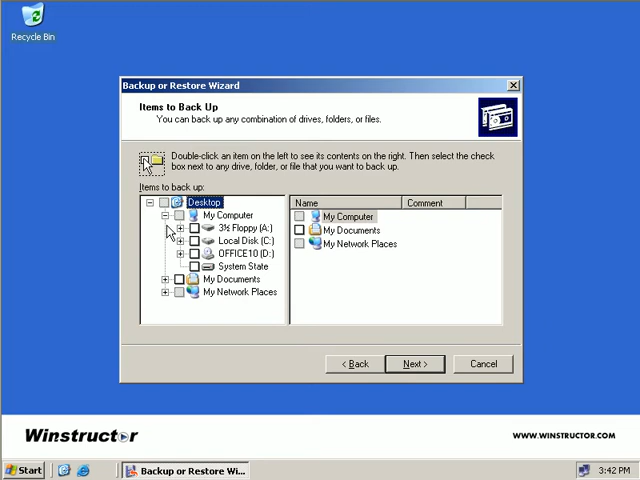 Recycle Bin
Backup or Restore Wizard
Items to Back Up
You can back up any combination of drives, folders, or files.
Double-click an item on the left to see its contents on the right. Then select the check
box next to any drive, folder, or file that you want to back up.
Items to back up:
Desktop
My Computer
3½ Floppy (A:)
Local Disk (C:)
OFFICE10 (D:)
System State
My Documents
My Network Places
Name Comment
My Computer
My Documents
My Network Places
< Back Next > Cancel
Winstructor
WWW.WINSTRUCTOR.COM
Start Backup or Restore Wi... 3:42 PM